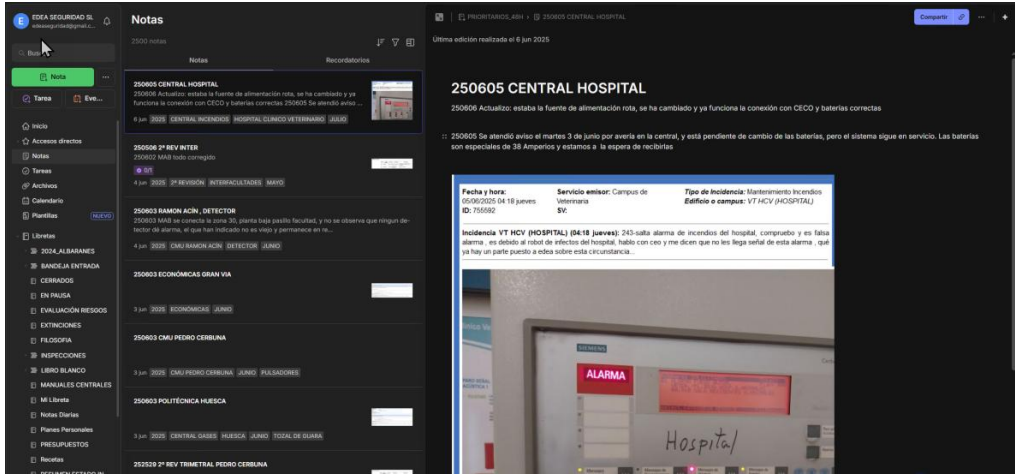 EDEA SEGURIDAD SL
edeaseguridad@gmail.c...
Nota
Tarea
Eve...
Inicio
Accesos directos
Notas
Tareas
Archivos
Calendario
Plantillas NUEVO
Libretas
2024_ALBARANES
BANDEJA ENTRADA
CERRADOS
EN PAUSA
EVALUACIÓN RIESGOS
EXTINCIONES
FILOSOFIA
INSPECCIONES
LIBRO BLANCO
MANUALES CENTRALES
Mi Libreta
Notas Diarias
Planes Personales
PRESUPUESTOS
Recetas
Notas
2500 notas
Notas Recordatorios
250605 CENTRAL HOSPITAL
250606 Actualizo: estaba la fuente de alimentación rota, se ha cambiado y ya
funciona la conexión con CECO y baterias correctas 250605 Se atendió aviso ...
6 jun 2025 CENTRAL INCENDIOS HOSPITAL CLINICO VETERINARIO JULIO
250506 2ª REV INTER
250602 MAB todo corregido
0/1
4 jun 2025 2ª REVISIÓN INTERFACULTADES MAYO
250603 RAMON ACÍN , DETECTOR
250603 MAB se conecta la zona 30, planta baja pasillo facultad, y no se observa que ningun de-
tector dé alarma, el que han indicado no es viejo y permanece en re...
4 jun 2025 CMU RAMON ACÍN DETECTOR JUNIO
250603 ECONÓMICAS GRAN VIA
3 jun 2025 ECONÓMICAS JUNIO
250603 CMU PEDRO CERBUNA
3 jun 2025 CMU PEDRO CERBUNA JUNIO PULSADORES
250603 POLITÉCNICA HUESCA
3 jun 2025 CENTRAL GASES HUESCA JUNIO TOZAL DE GUARA
252529 2ª REV TRIMETRAL PEDRO CERBUNA
PRIORITARIOS_48H › 250605 CENTRAL HOSPITAL
Compartir
Última edición realizada el 6 jun 2025
250605 CENTRAL HOSPITAL
250606 Actualizo: estaba la fuente de alimentación rota, se ha cambiado y ya funciona la conexión con CECO y baterias correctas
250605 Se atendió aviso el martes 3 de junio por avería en la central, y está pendiente de cambio de las baterías, pero el sistema sigue en servicio. Las baterías
son especiales de 38 Amperios y estamos a la espera de recibirlas
Fecha y hora: Servicio emisor: Campus de Tipo de Incidencia: Mantenimiento Incendios
05/06/2025 04:18 jueves Veterinaria Edificio o campus: VT HCV (HOSPITAL)
ID: 755592 SV:
Incidencia VT HCV (HOSPITAL) (04:18 jueves): 243-salta alarma de incendios del hospital, compruebo y es falsa
alarma , es debido al robot de infectos del hospital, hablo con ceo y me dicen que no les llega señal de esta alarma , qué
ya hay un parte puesto a edea sobre esta circunstancia...
SIEMENS
ALARMA
Hospital